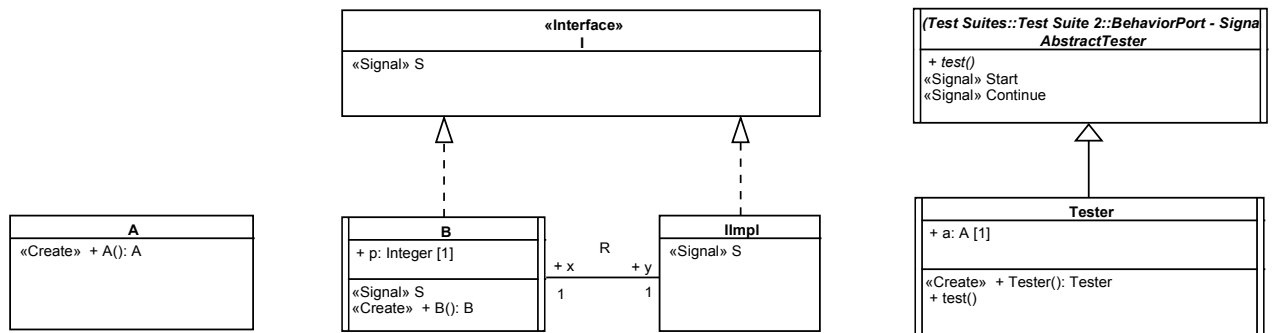 «Interface»
I
«Signal» S
(Test Suites::Test Suite 2::BehaviorPort - Signa
AbstractTester
+ test()
«Signal» Start
«Signal» Continue
A
«Create»  + A(): A
B
+ p: Integer [1]
«Signal» S
«Create»  + B(): B
R
+ x
+ y
1
1
IImpl
«Signal» S
Tester
+ a: A [1]
«Create»  + Tester(): Tester
+ test()